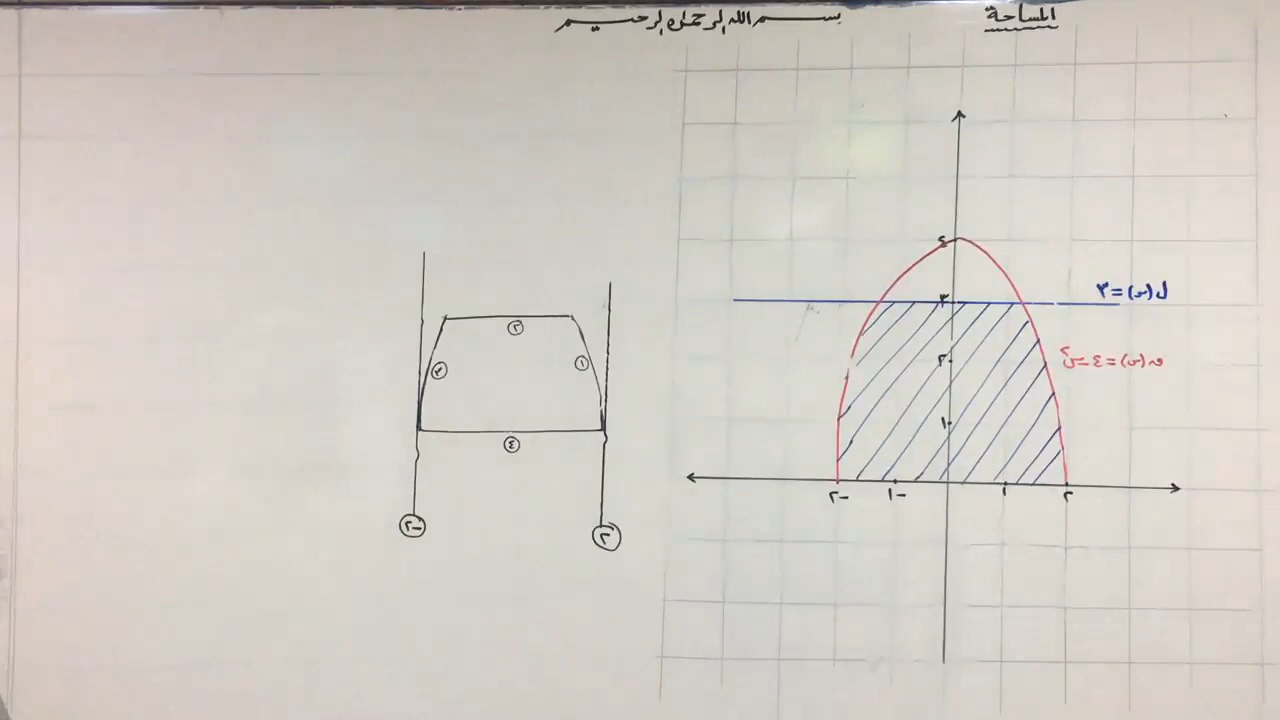 المساحة
بسم الله الرحمن الرحيم
٤
ل(س) = ٣
٣
ق(س) = ٤ - س²
٢
١
-٢ -١ ١ ٢
٢
٣ ١
٤
-٢ ٢